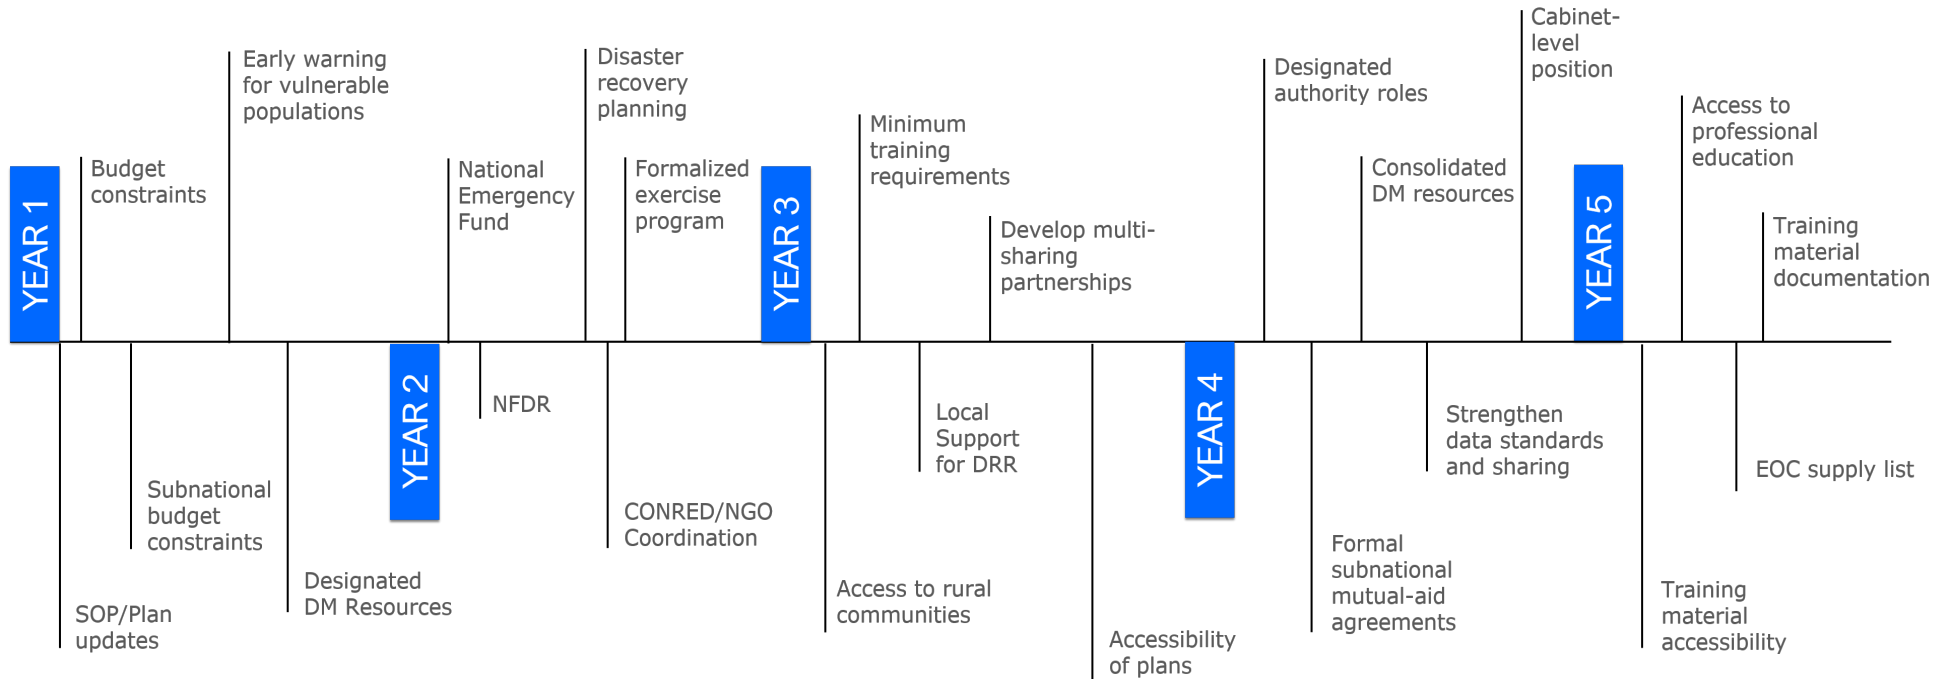 YEAR 1
SOP/Plan
updates
Budget
constraints
Subnational
budget
constraints
Early warning
for vulnerable
populations
Designated
DM Resources
YEAR 2
National
Emergency
Fund
NFDR
Disaster
recovery
planning
CONRED/NGO
Coordination
Formalized
exercise
program
YEAR 3
Access to rural
communities
Minimum
training
requirements
Local
Support
for DRR
Develop multi-
sharing
partnerships
Accessibility
of plans
YEAR 4
Designated
authority roles
Formal
subnational
mutual-aid
agreements
Consolidated
DM resources
Strengthen
data standards
and sharing
Cabinet-
level
position
YEAR 5
Training
material
accessibility
Access to
professional
education
EOC supply list
Training
material
documentation